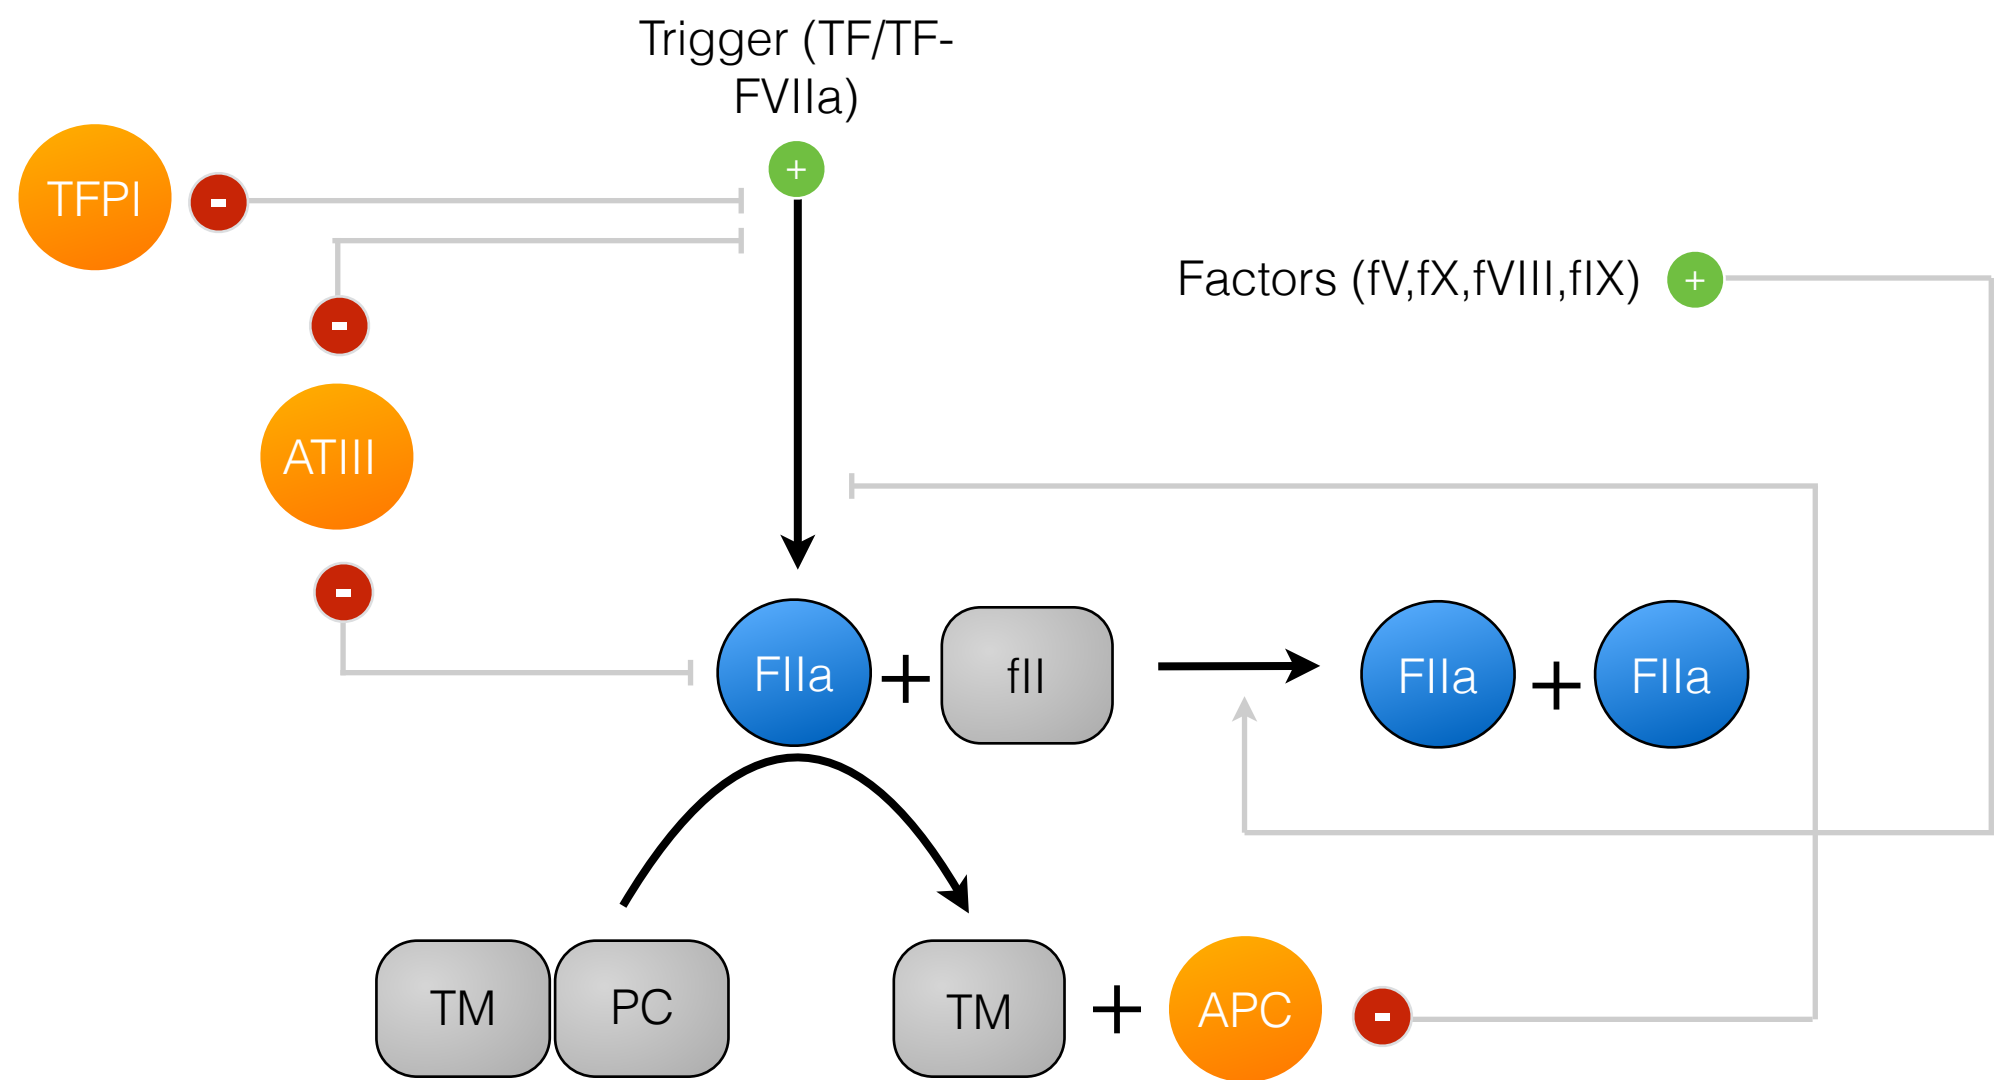 Trigger (TF/TF-
FVIIa)
+
TFPI
-
Factors (fV,fX,fVIII,fIX)
+
-
ATIII
-
FIIa
+
fII
FIIa
+
FIIa
TM
PC
TM
+
APC
-